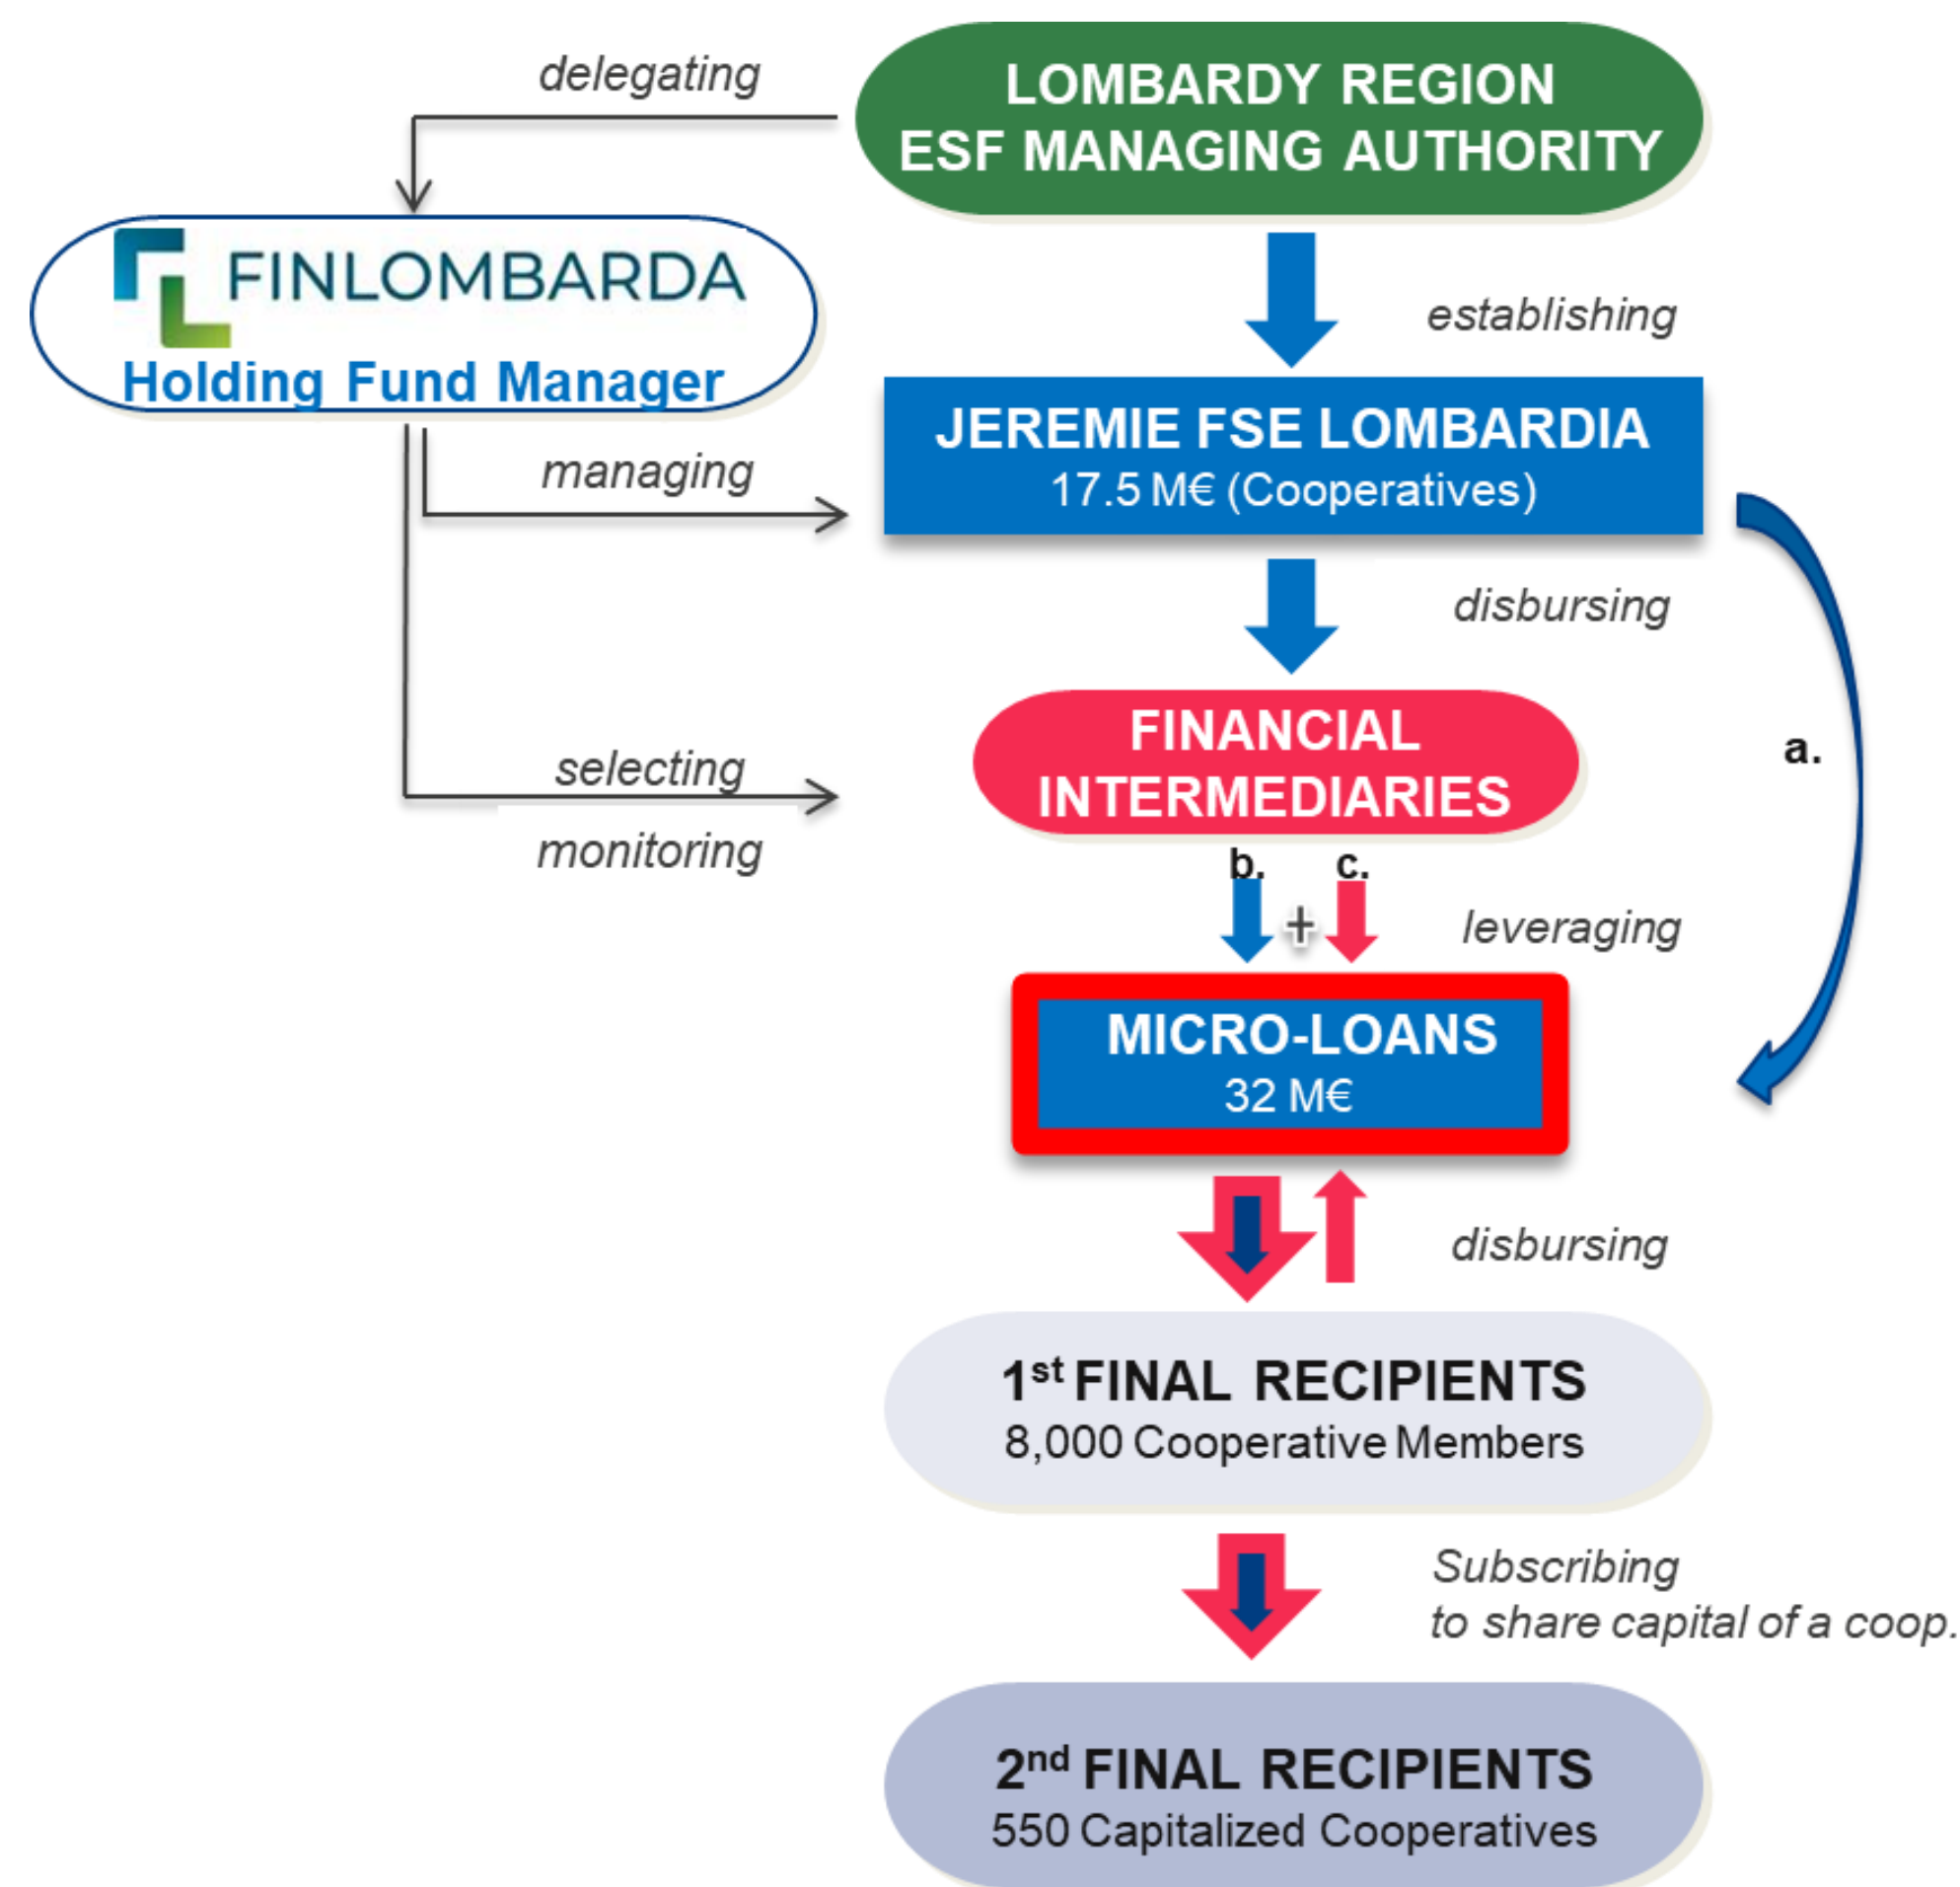 delegating
LOMBARDY REGION
ESF MANAGING AUTHORITY
FINLOMBARDA
Holding Fund Manager
establishing
managing
JEREMIE FSE LOMBARDIA
17.5 M€ (Cooperatives)
disbursing
selecting
monitoring
FINANCIAL
INTERMEDIARIES
a.
b. c.
+
leveraging
MICRO-LOANS
32 M€
disbursing
1st FINAL RECIPIENTS
8,000 Cooperative Members
Subscribing
to share capital of a coop.
2nd FINAL RECIPIENTS
550 Capitalized Cooperatives